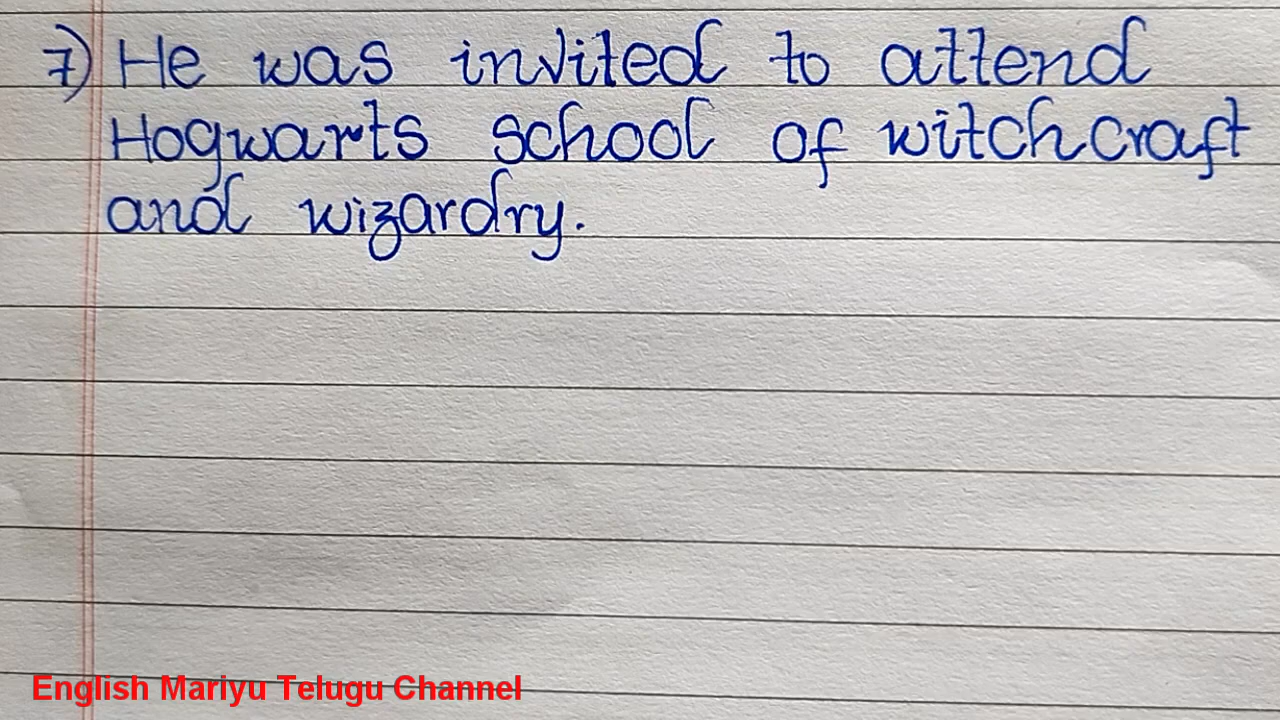 7) He was invited to attend
Hogwarts school of witchcraft
and wizardry.
English Mariyu Telugu Channel